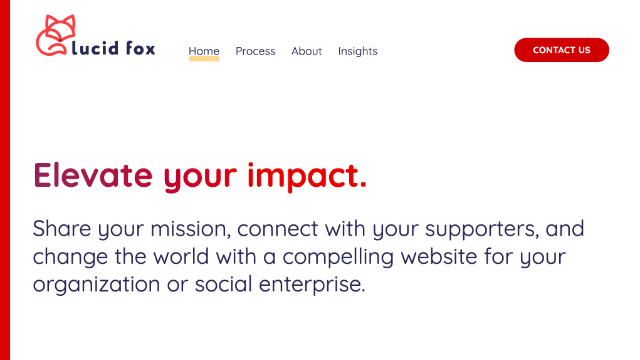 lucid fox
Home
Process
About
Insights
CONTACT US
Elevate your impact.
Share your mission, connect with your supporters, and
change the world with a compelling website for your
organization or social enterprise.